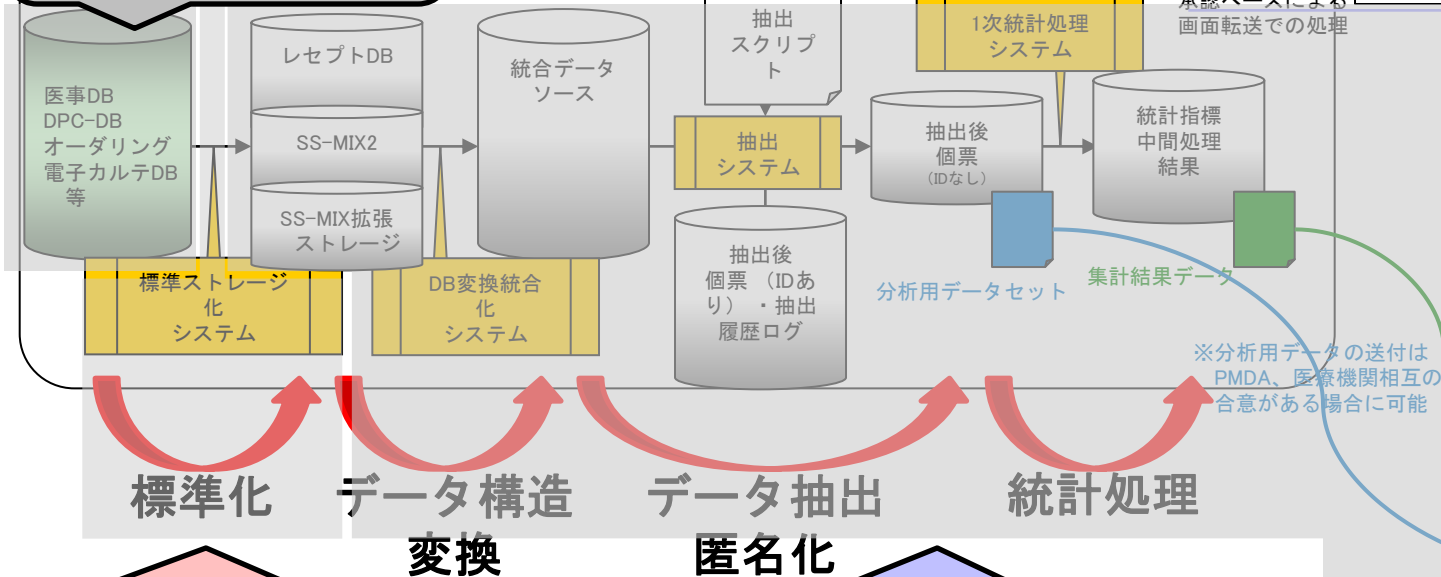 医事DB
DPC-DB
オーダリング
電子カルテDB
等
レセプトDB
SS-MIX2
SS-MIX拡張
ストレージ
統合データ
ソース
抽出
スクリプ
ト
抽出
システム
抽出後
個票 （IDあ
り） ・抽出
履歴ログ
抽出後
個票
（IDなし）
1次統計処理
システム
承認ベースによる
画面転送での処理
統計指標
中間処理
結果
標準ストレージ
化
システム
DB変換統合
化
システム
分析用データセット
集計結果データ
※分析用データの送付は
PMDA、医療機関相互の
合意がある場合に可能
標準化
データ構造
変換
データ抽出
匿名化
統計処理